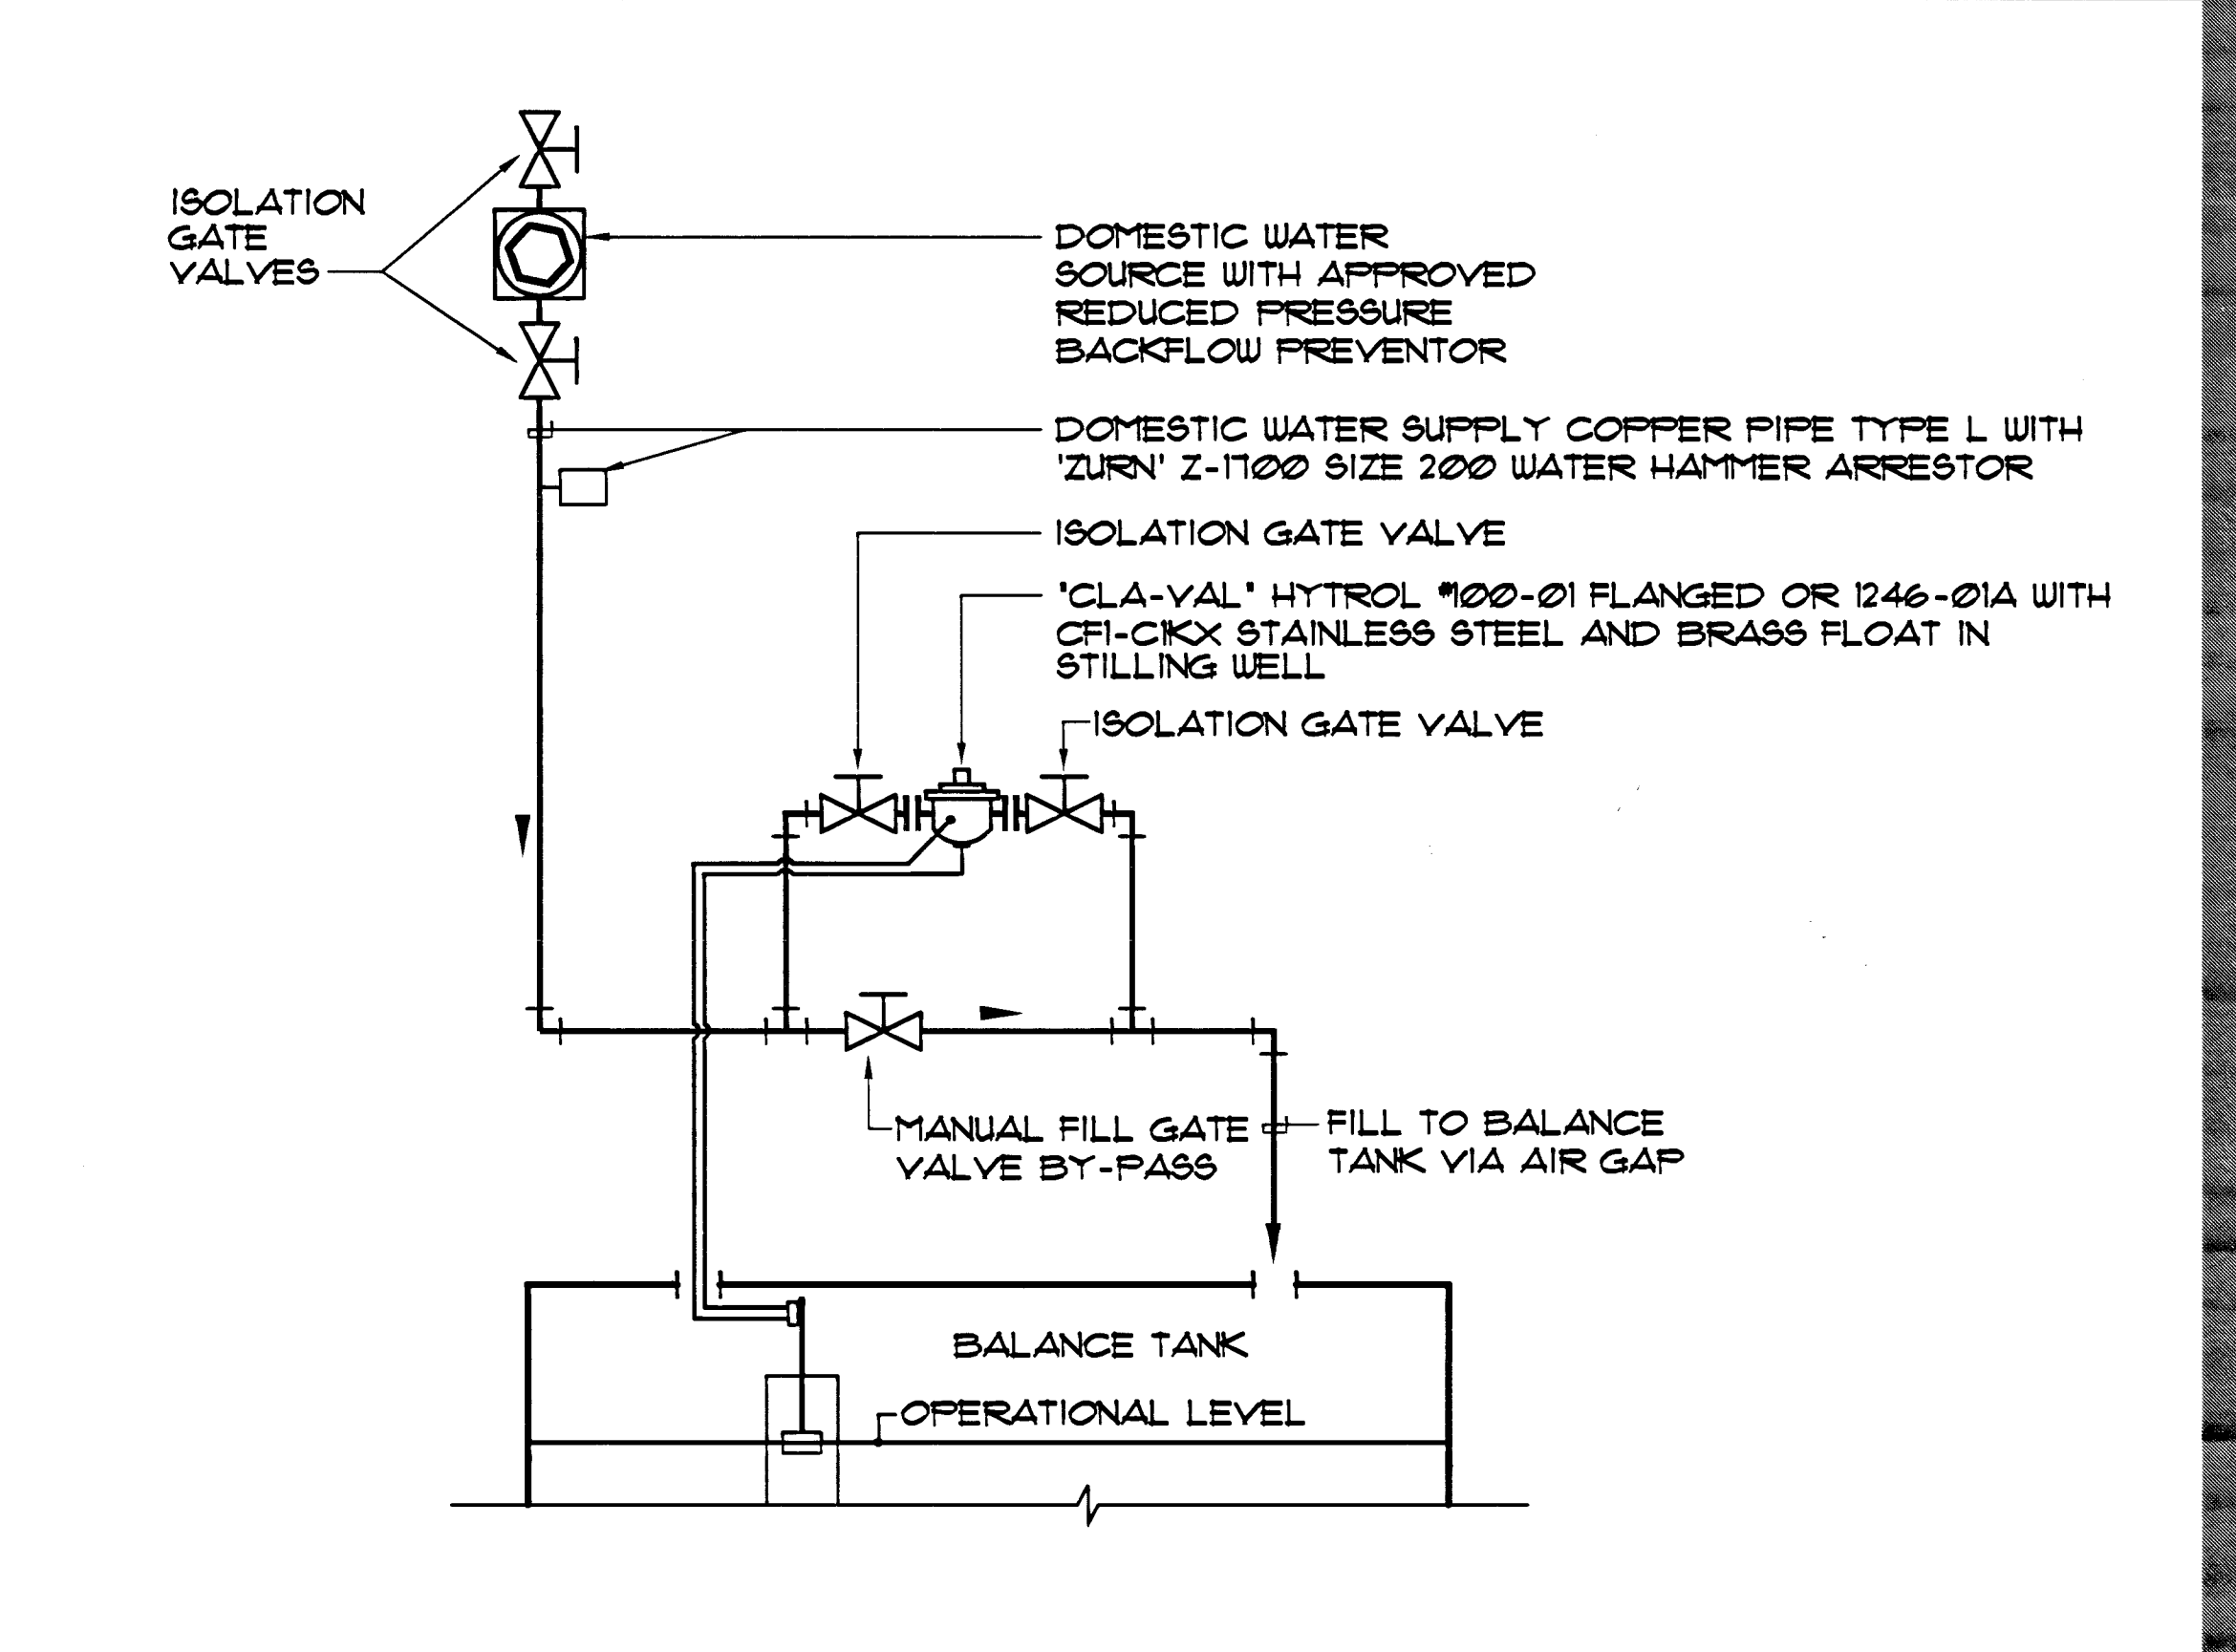 ISOLATION
GATE
VALVES
DOMESTIC WATER
SOURCE WITH APPROVED
REDUCED PRESSURE
BACKFLOW PREVENTOR
DOMESTIC WATER SUPPLY COPPER PIPE TYPE L WITH
'ZURN' Z-1700 SIZE 200 WATER HAMMER ARRESTOR
ISOLATION GATE VALVE
"CLA-VAL" HYTROL #100-01 FLANGED OR 1246-01A WITH
CF1-C1KX STAINLESS STEEL AND BRASS FLOAT IN
STILLING WELL
ISOLATION GATE VALVE
MANUAL FILL GATE
VALVE BY-PASS
FILL TO BALANCE
TANK VIA AIR GAP
BALANCE TANK
OPERATIONAL LEVEL